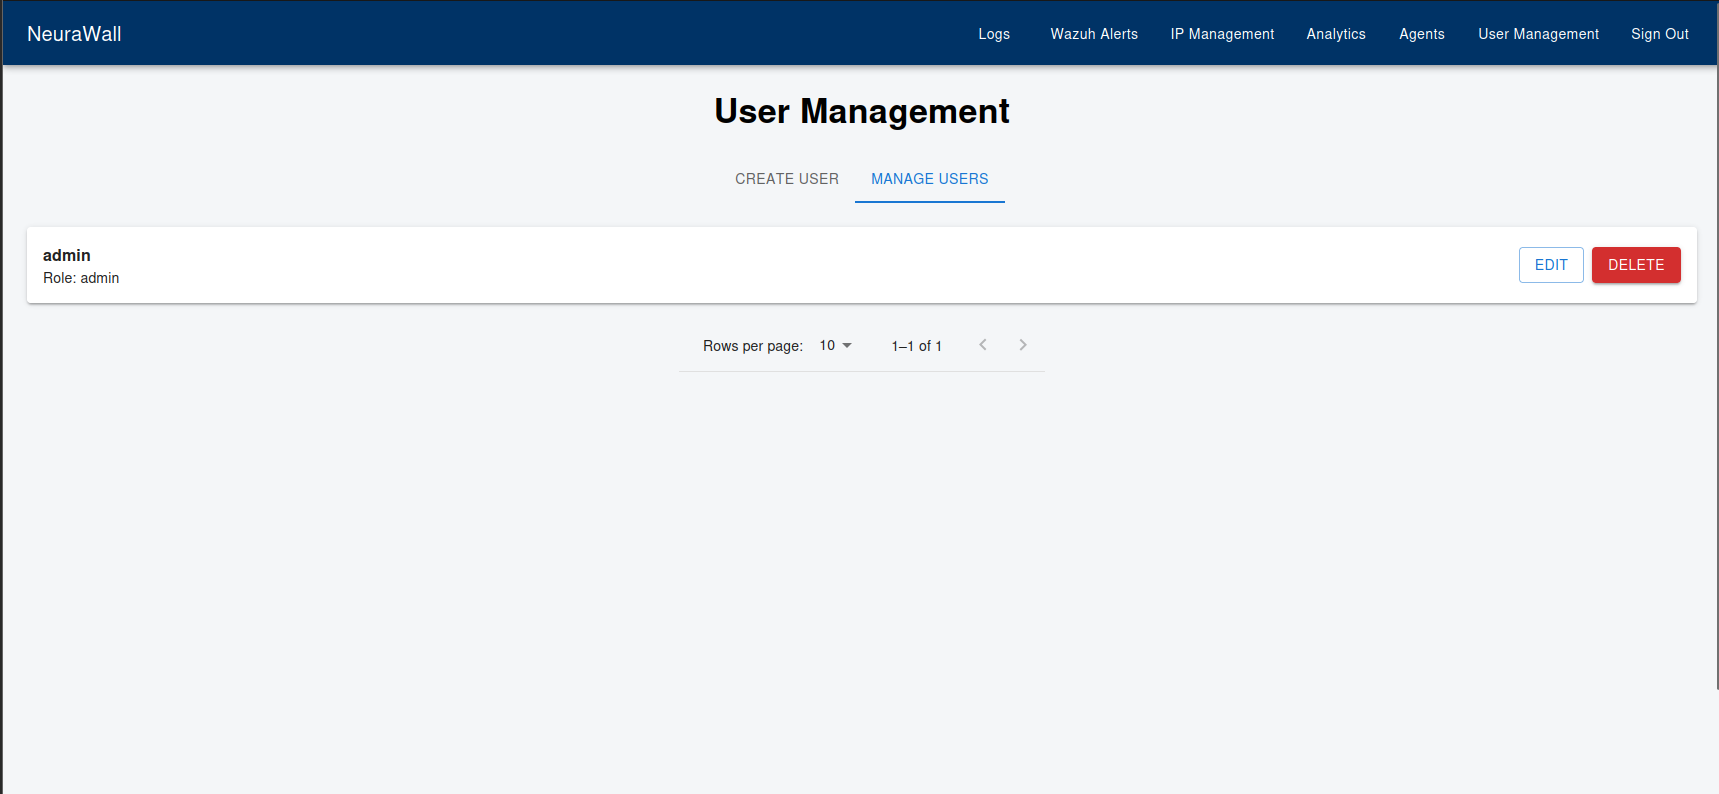 NeuraWall Logs Wazuh Alerts IP Management Analytics Agents User Management Sign Out
User Management
CREATE USER MANAGE USERS
admin
Role: admin
EDIT DELETE
Rows per page: 10 1–1 of 1